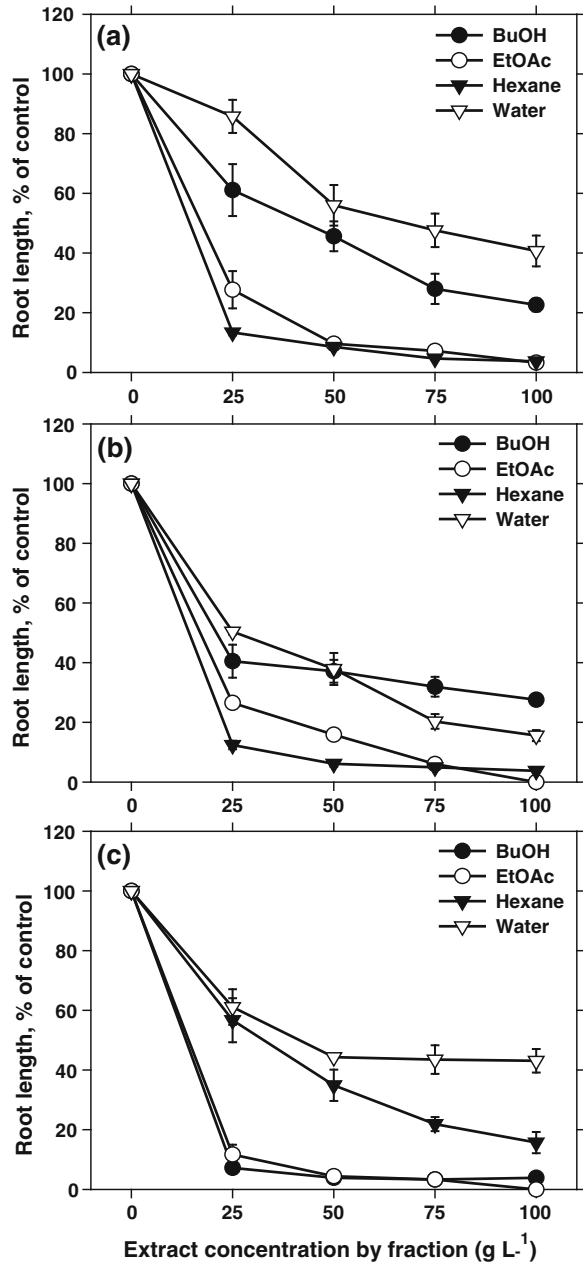 (a)
BuOH
EtOAc
Hexane
Water
Root length, % of control
120
100
80
60
40
20
0
0 25 50 75 100
(b)
BuOH
EtOAc
Hexane
Water
Root length, % of control
120
100
80
60
40
20
0
0 25 50 75 100
(c)
BuOH
EtOAc
Hexane
Water
Root length, % of control
120
100
80
60
40
20
0
0 25 50 75 100
Extract concentration by fraction (g L-¹)